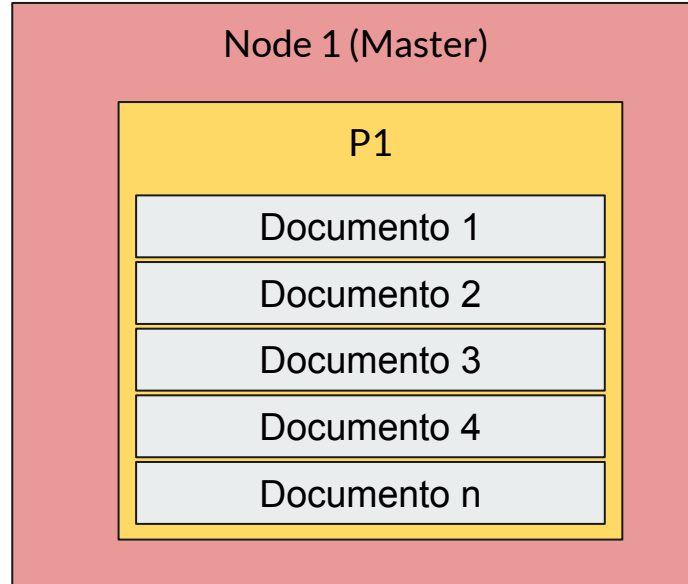 Node 1 (Master)
P1
Documento 1
Documento 2
Documento 3
Documento 4
Documento n